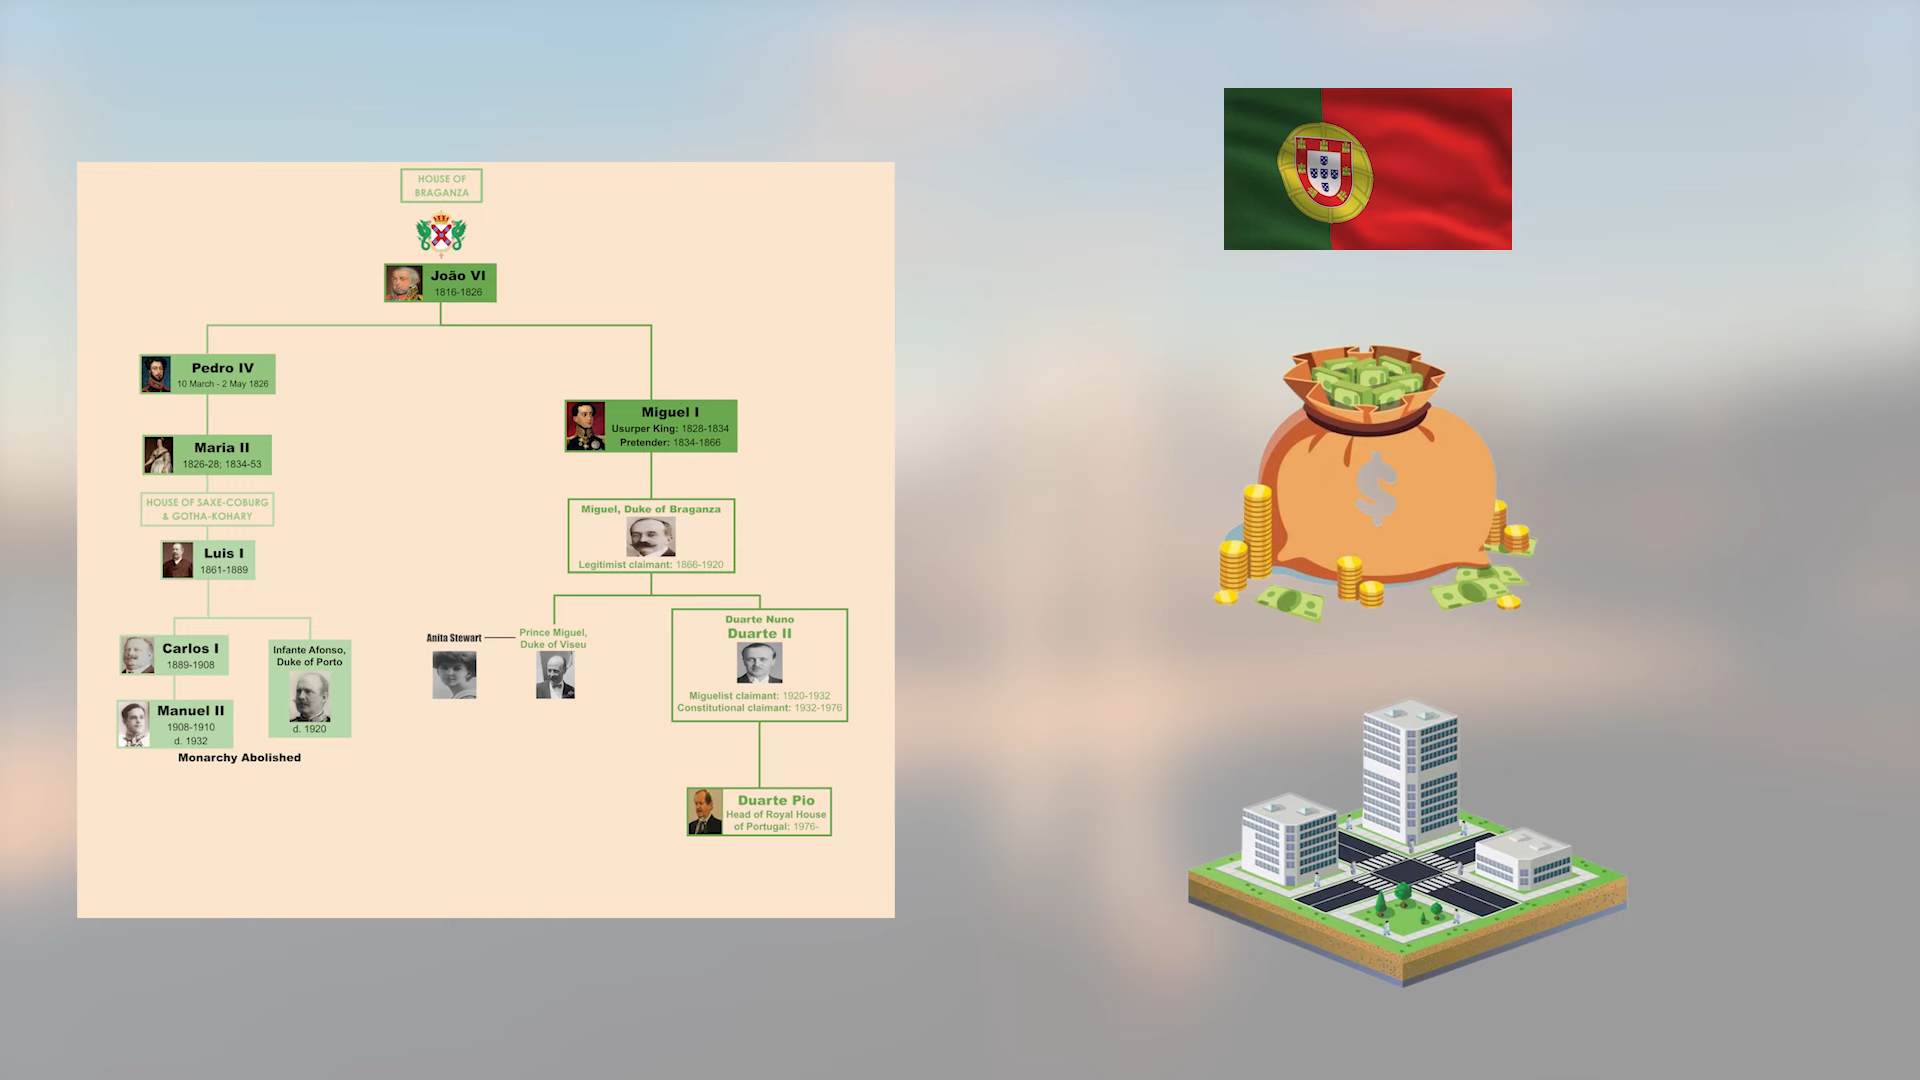 HOUSE OF
BRAGANZA
João VI
1816-1826
Pedro IV
10 March - 2 May 1826
Maria II
1826-28; 1834-53
HOUSE OF SAXE-COBURG
& GOTHA-KOHARY
Luis I
1861-1889
Carlos I
1889-1908
Manuel II
1908-1910
d. 1932
Infante Afonso,
Duke of Porto
d. 1920
Monarchy Abolished
Miguel I
Usurper King: 1828-1834
Pretender: 1834-1866
Miguel, Duke of Braganza
Legitimist claimant: 1866-1920
Anita Stewart
Prince Miguel,
Duke of Viseu
Duarte Nuno
Duarte II
Miguelist claimant: 1920-1932
Constitutional claimant: 1932-1976
Duarte Pio
Head of Royal House
of Portugal: 1976-
$